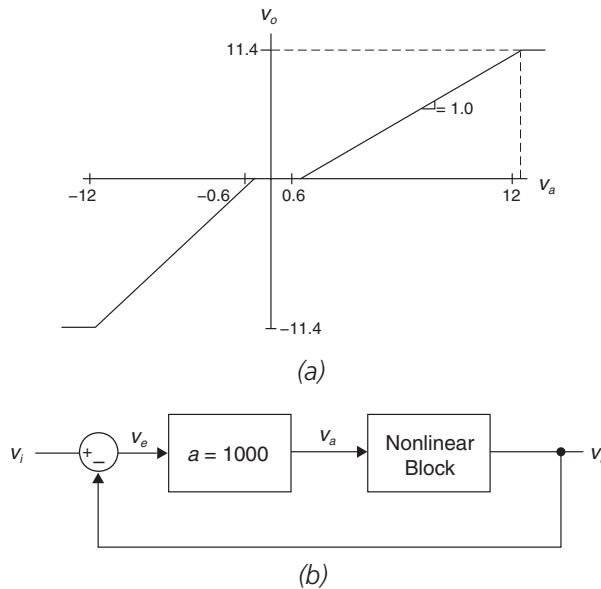 v_o
11.4
= 1.0
−12
−0.6
0.6
12
v_a
−11.4
(a)
v_i
+
−
v_e
a = 1000
v_a
Nonlinear
Block
(b)